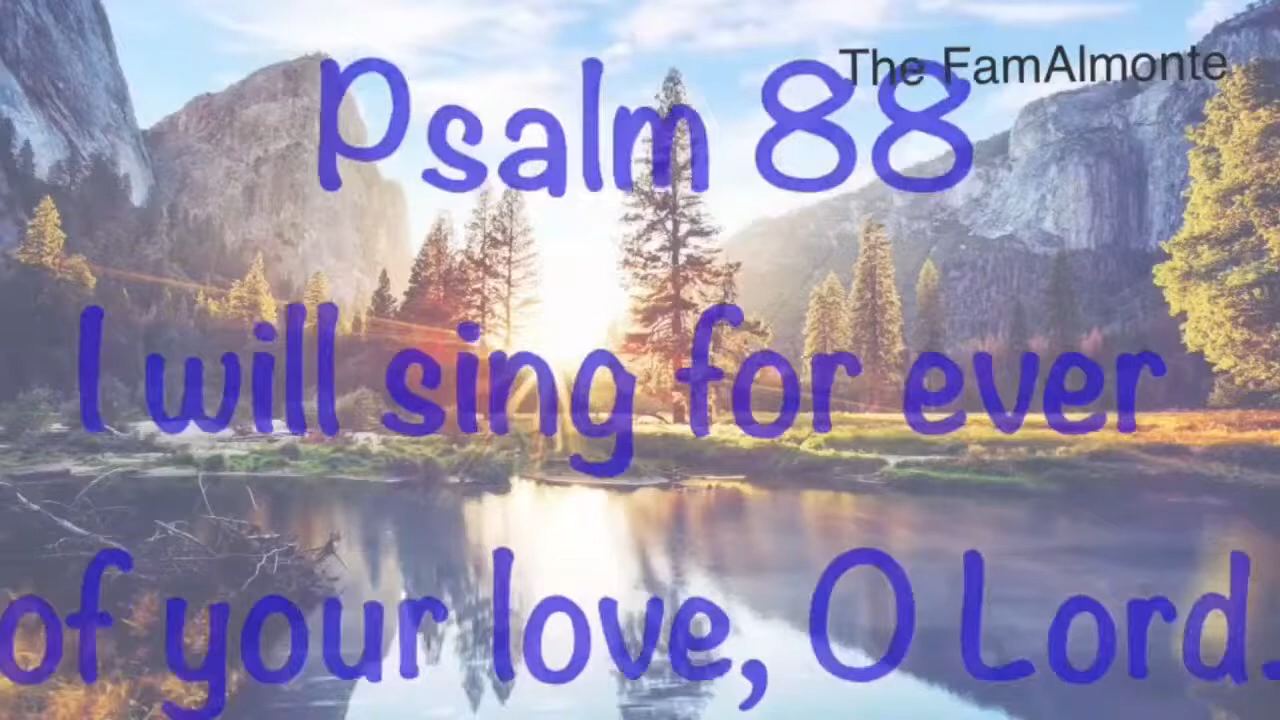 The FamAlmonte
Psalm 88
I will sing for ever
of your love, O Lord.